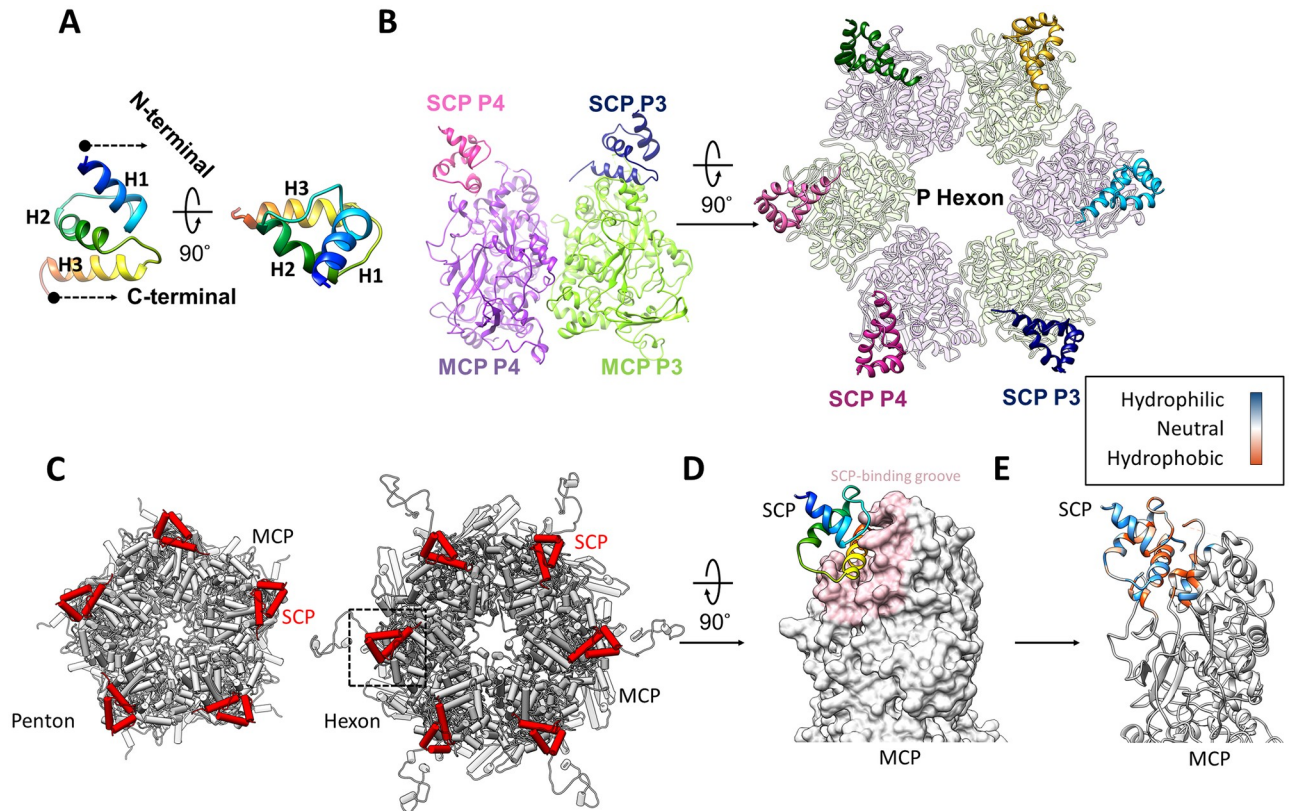 A
N-terminal
H1
H2
H3
90°
C-terminal
H3
H2
H1
B
SCP P4
SCP P3
MCP P4
MCP P3
90°
P Hexon
SCP P4
SCP P3
Hydrophilic
Neutral
Hydrophobic
C
MCP
SCP
Penton
SCP
MCP
Hexon
90°
D
SCP-binding groove
SCP
MCP
E
SCP
MCP